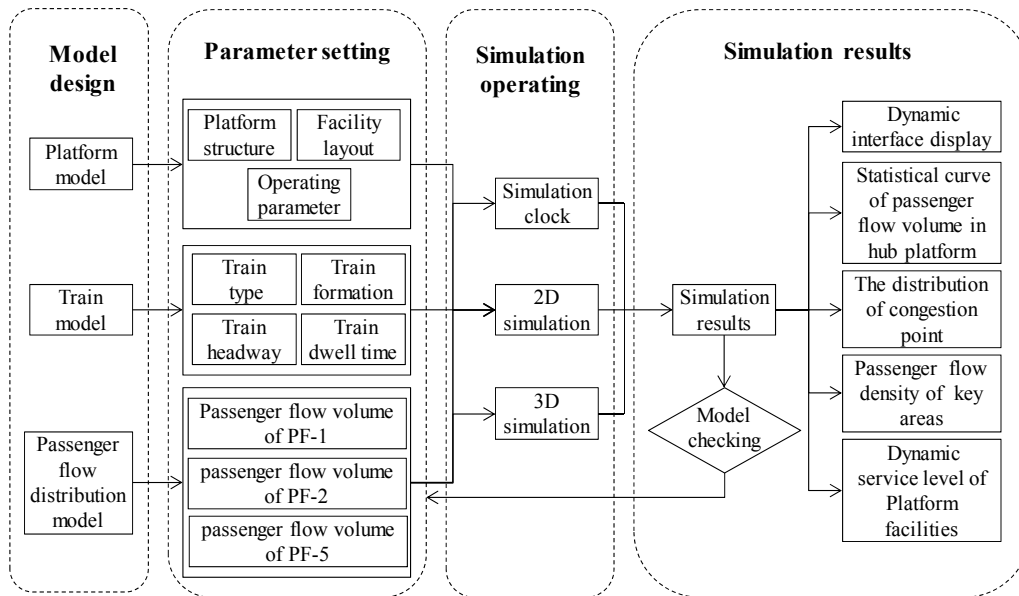 Model
design
Platform
model
Train
model
Passenger
flow
distribution
model
Parameter setting
Platform
structure
Facility
layout
Operating
parameter
Train
type
Train
formation
Train
headway
Train
dwell time
Passenger flow volume
of PF-1
passenger flow volume
of PF-2
passenger flow volume
of PF-5
Simulation
operating
Simulation
clock
2D
simulation
3D
simulation
Simulation results
Simulation
results
Model
checking
Dynamic
interface display
Statistical curve
of passenger
flow volume in
hub platform
The distribution
of congestion
point
Passenger flow
density of key
areas
Dynamic
service level of
Platform
facilities